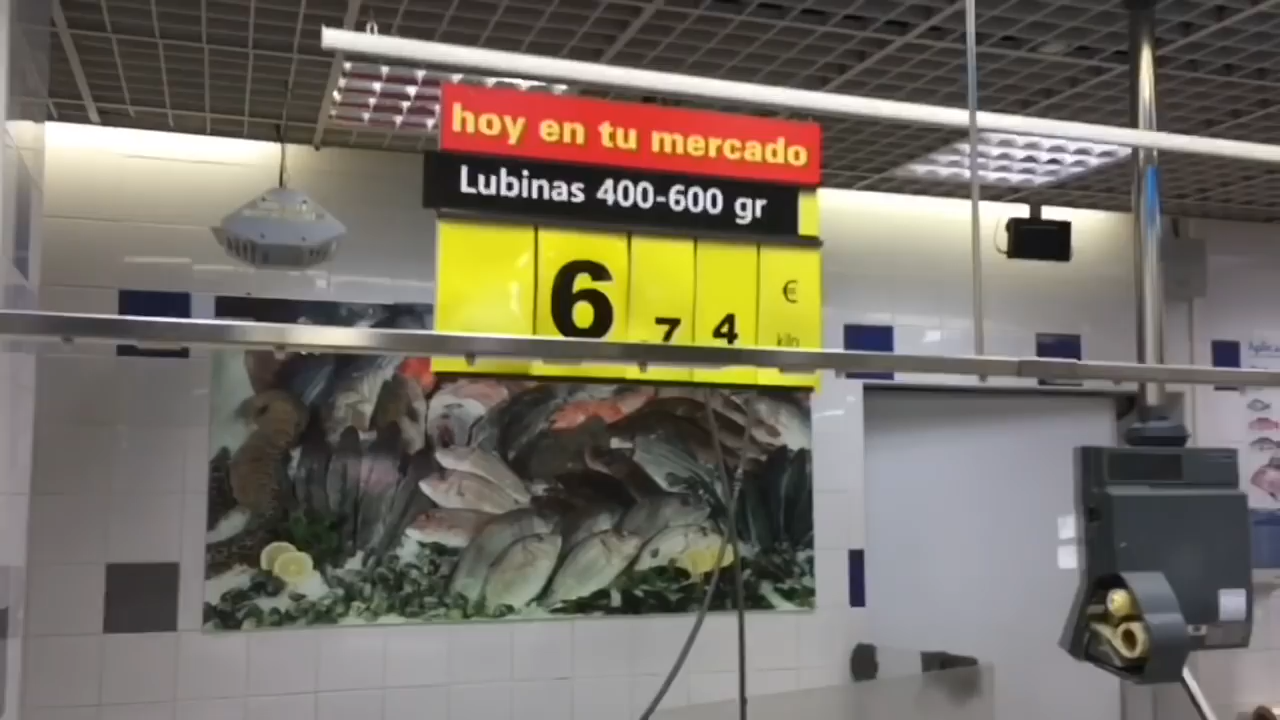 hoy en tu mercado
Lubinas 400-600 gr
6 7 4 €
kilo